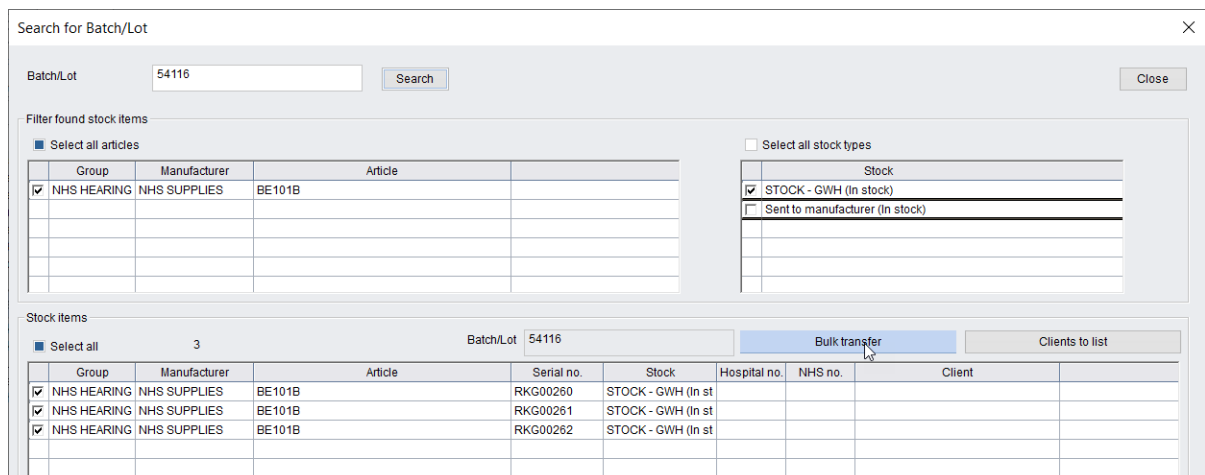 Search for Batch/Lot
Batch/Lot 54116 Search Close
Filter found stock items
Select all articles Select all stock types
Group Manufacturer Article Stock
NHS HEARING NHS SUPPLIES BE101B STOCK - GWH (In stock)
Sent to manufacturer (In stock)
Stock items
Select all 3 Batch/Lot 54116 Bulk transfer Clients to list
Group Manufacturer Article Serial no. Stock Hospital no. NHS no. Client
NHS HEARING NHS SUPPLIES BE101B RKG00260 STOCK - GWH (In st
NHS HEARING NHS SUPPLIES BE101B RKG00261 STOCK - GWH (In st
NHS HEARING NHS SUPPLIES BE101B RKG00262 STOCK - GWH (In st